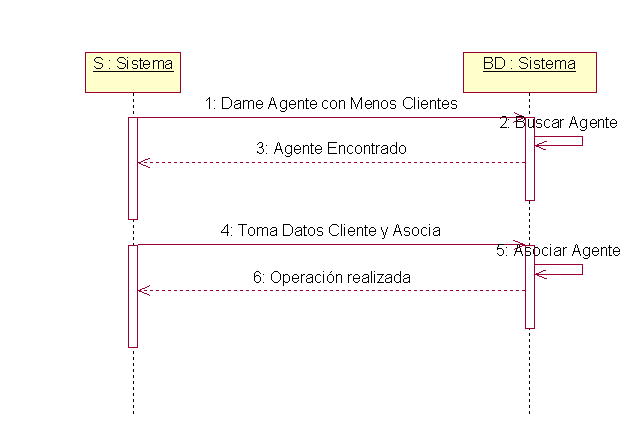 S : Sistema
BD : Sistema
1: Dame Agente con Menos Clientes
2: Buscar Agente
3: Agente Encontrado
4: Toma Datos Cliente y Asocia
5: Asociar Agente
6: Operación realizada